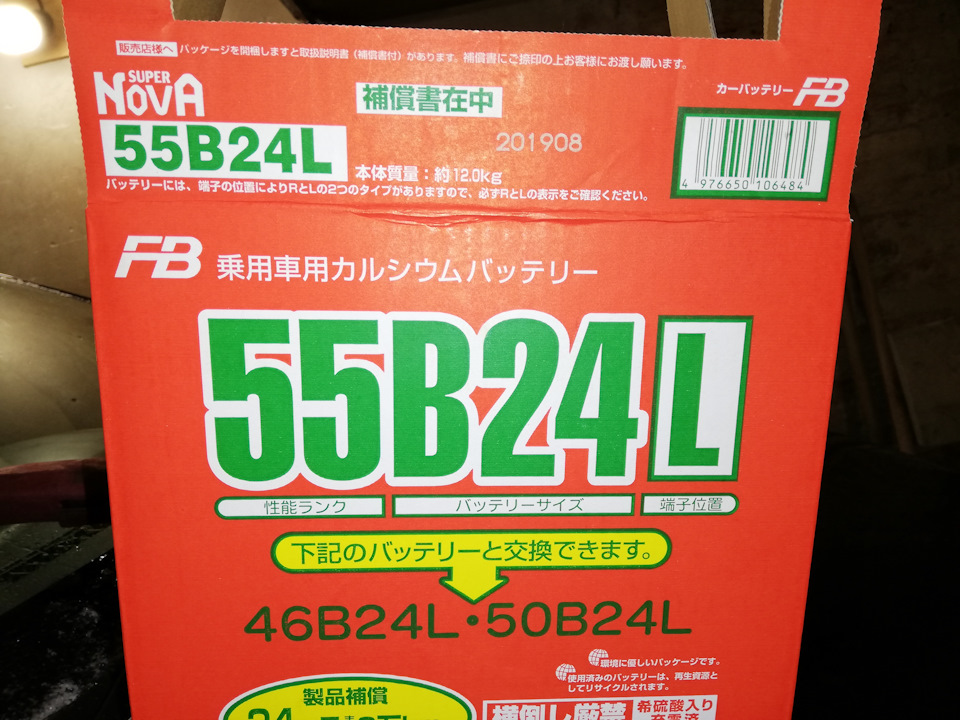 販売店様へ パッケージを開梱しますと取扱説明書(補償書付)があります。補償書にご捺印の上お客様にお渡し願います。
SUPER
NOVA
補償書在中
カーバッテリー FB
55B24L
201908
本体質量:約12.0kg
4 976650 106484
バッテリーには、端子の位置によりRとLの2つのタイプがありますので、必ずRとLの表示をご確認ください。
FB 乗用車用カルシウムバッテリー
55B24L
性能ランク バッテリーサイズ 端子位置
下記のバッテリーと交換できます。
46B24L・50B24L
環境に優しいパッケージです。
使用済みのバッテリーは、再生資源と
してリサイクルされます。
製品補償
横倒し厳禁
希硫酸入り
充電済